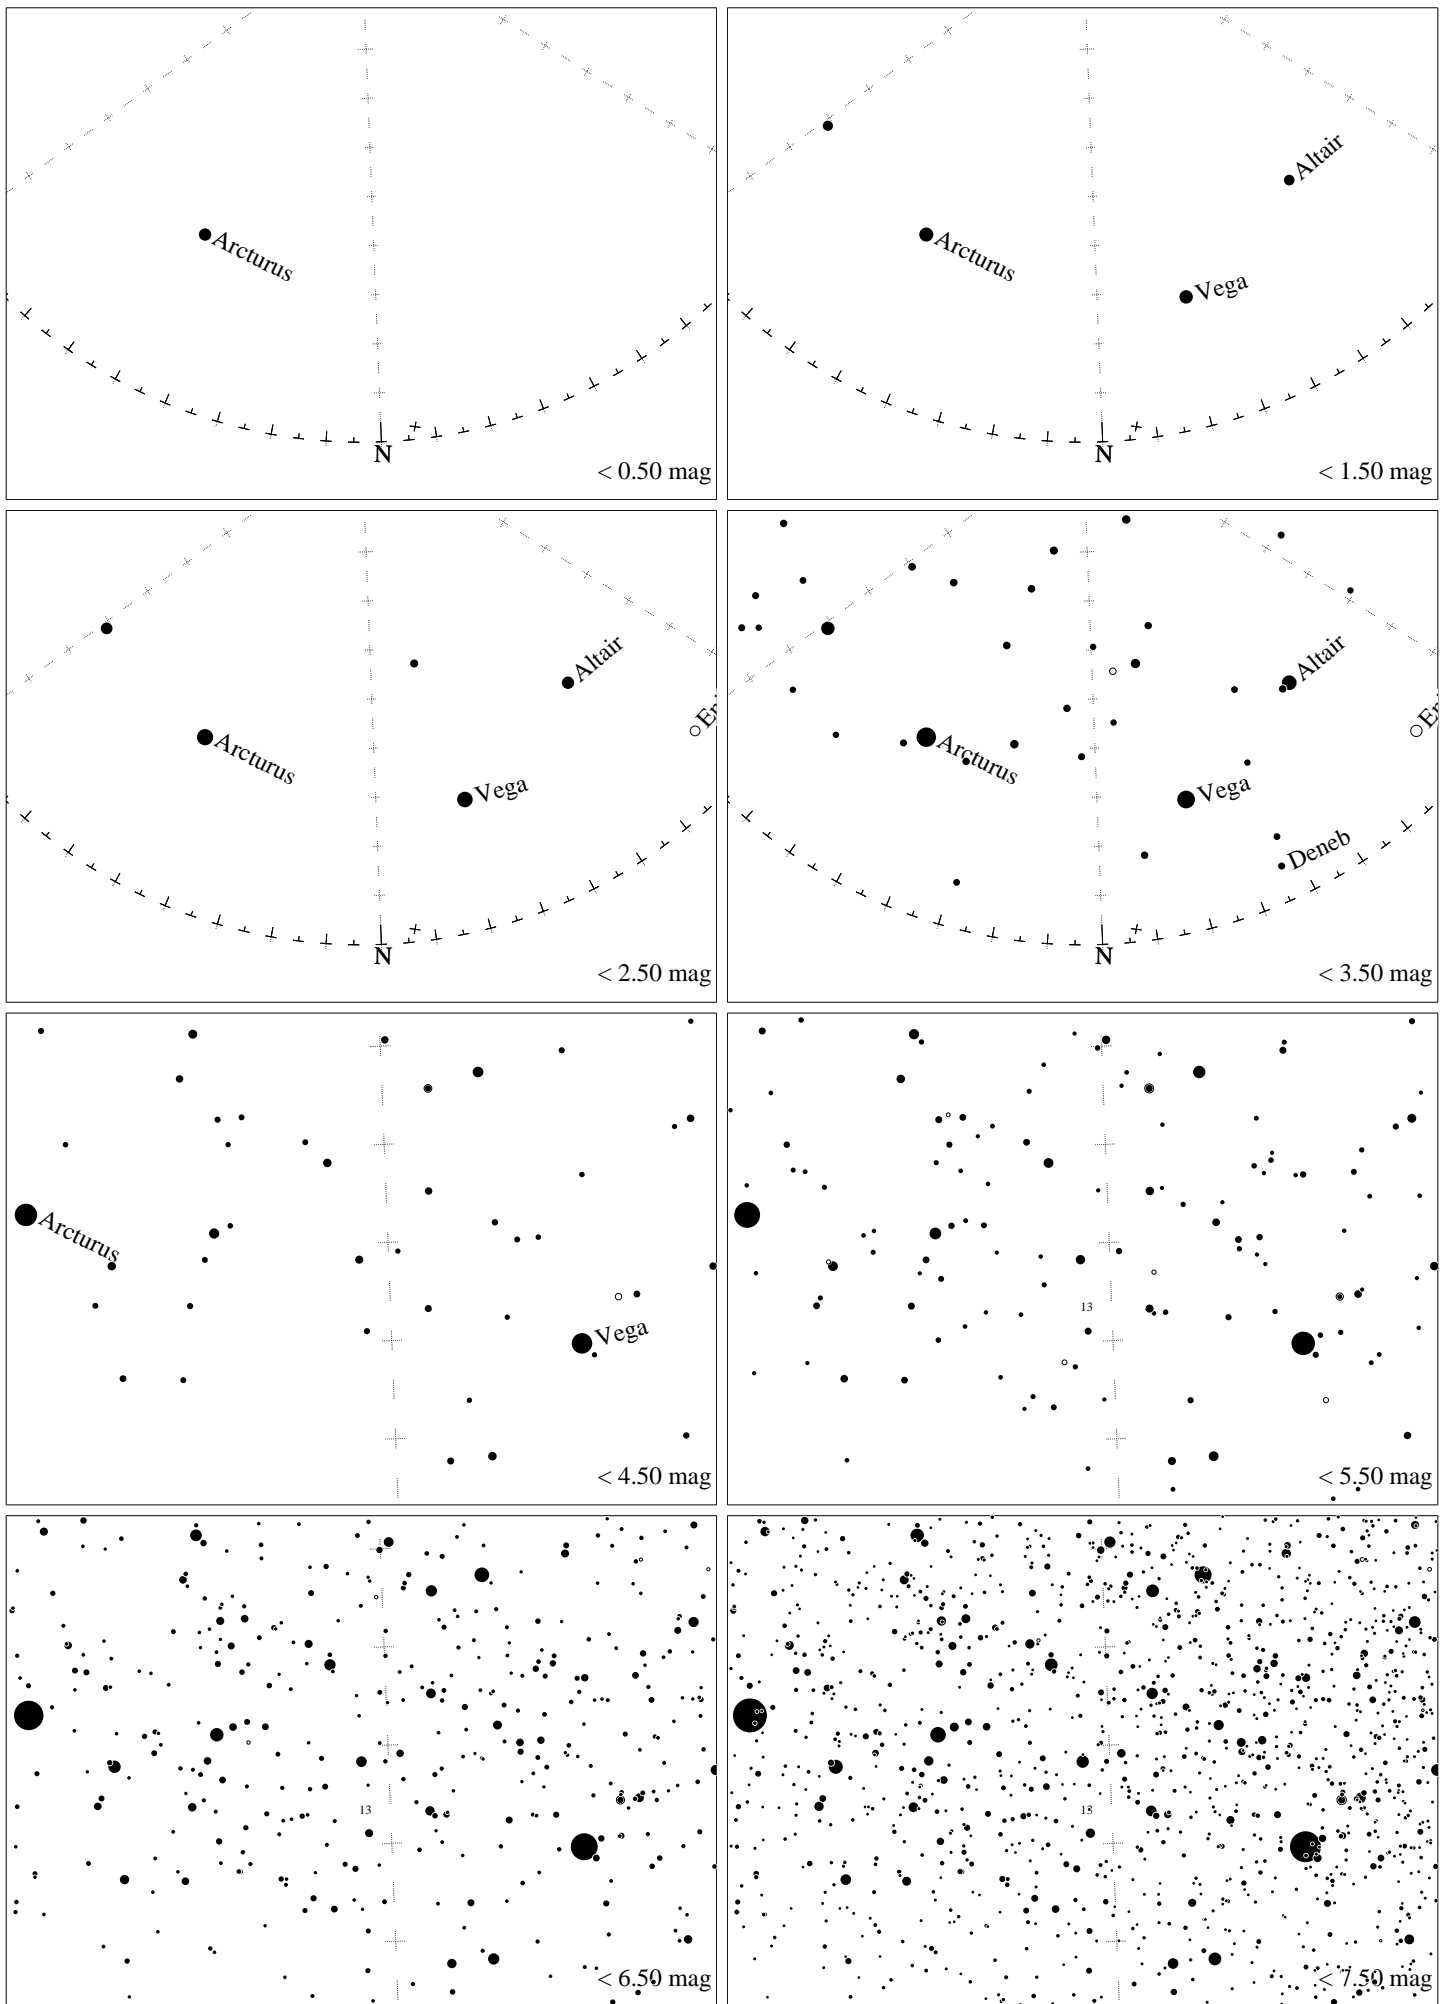 Arcturus
N
< 0.50 mag
Altair
Arcturus
Vega
N
< 1.50 mag
Altair
Arcturus
Vega
N
< 2.50 mag
Altair
Arcturus
Vega
Deneb
N
< 3.50 mag
Arcturus
Vega
< 4.50 mag
13
< 5.50 mag
13
< 6.50 mag
13
< 7.50 mag